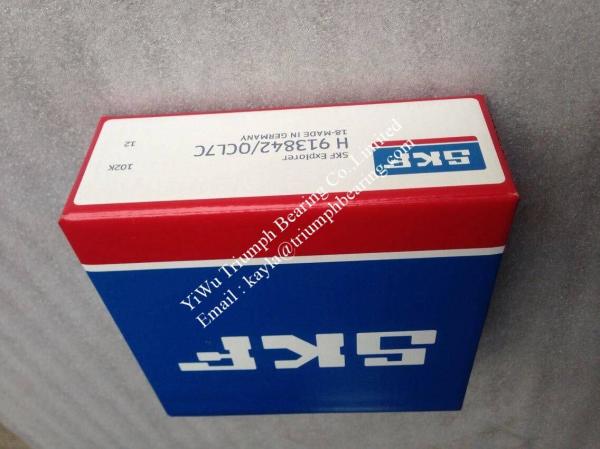 SKF
SKF Explorer
H 913842/QCL7C
18-MADE IN GERMANY
12
102K
SKF
YiWu Triumph Bearing Co.,Limited
Email : kayla@triumphbearing.com